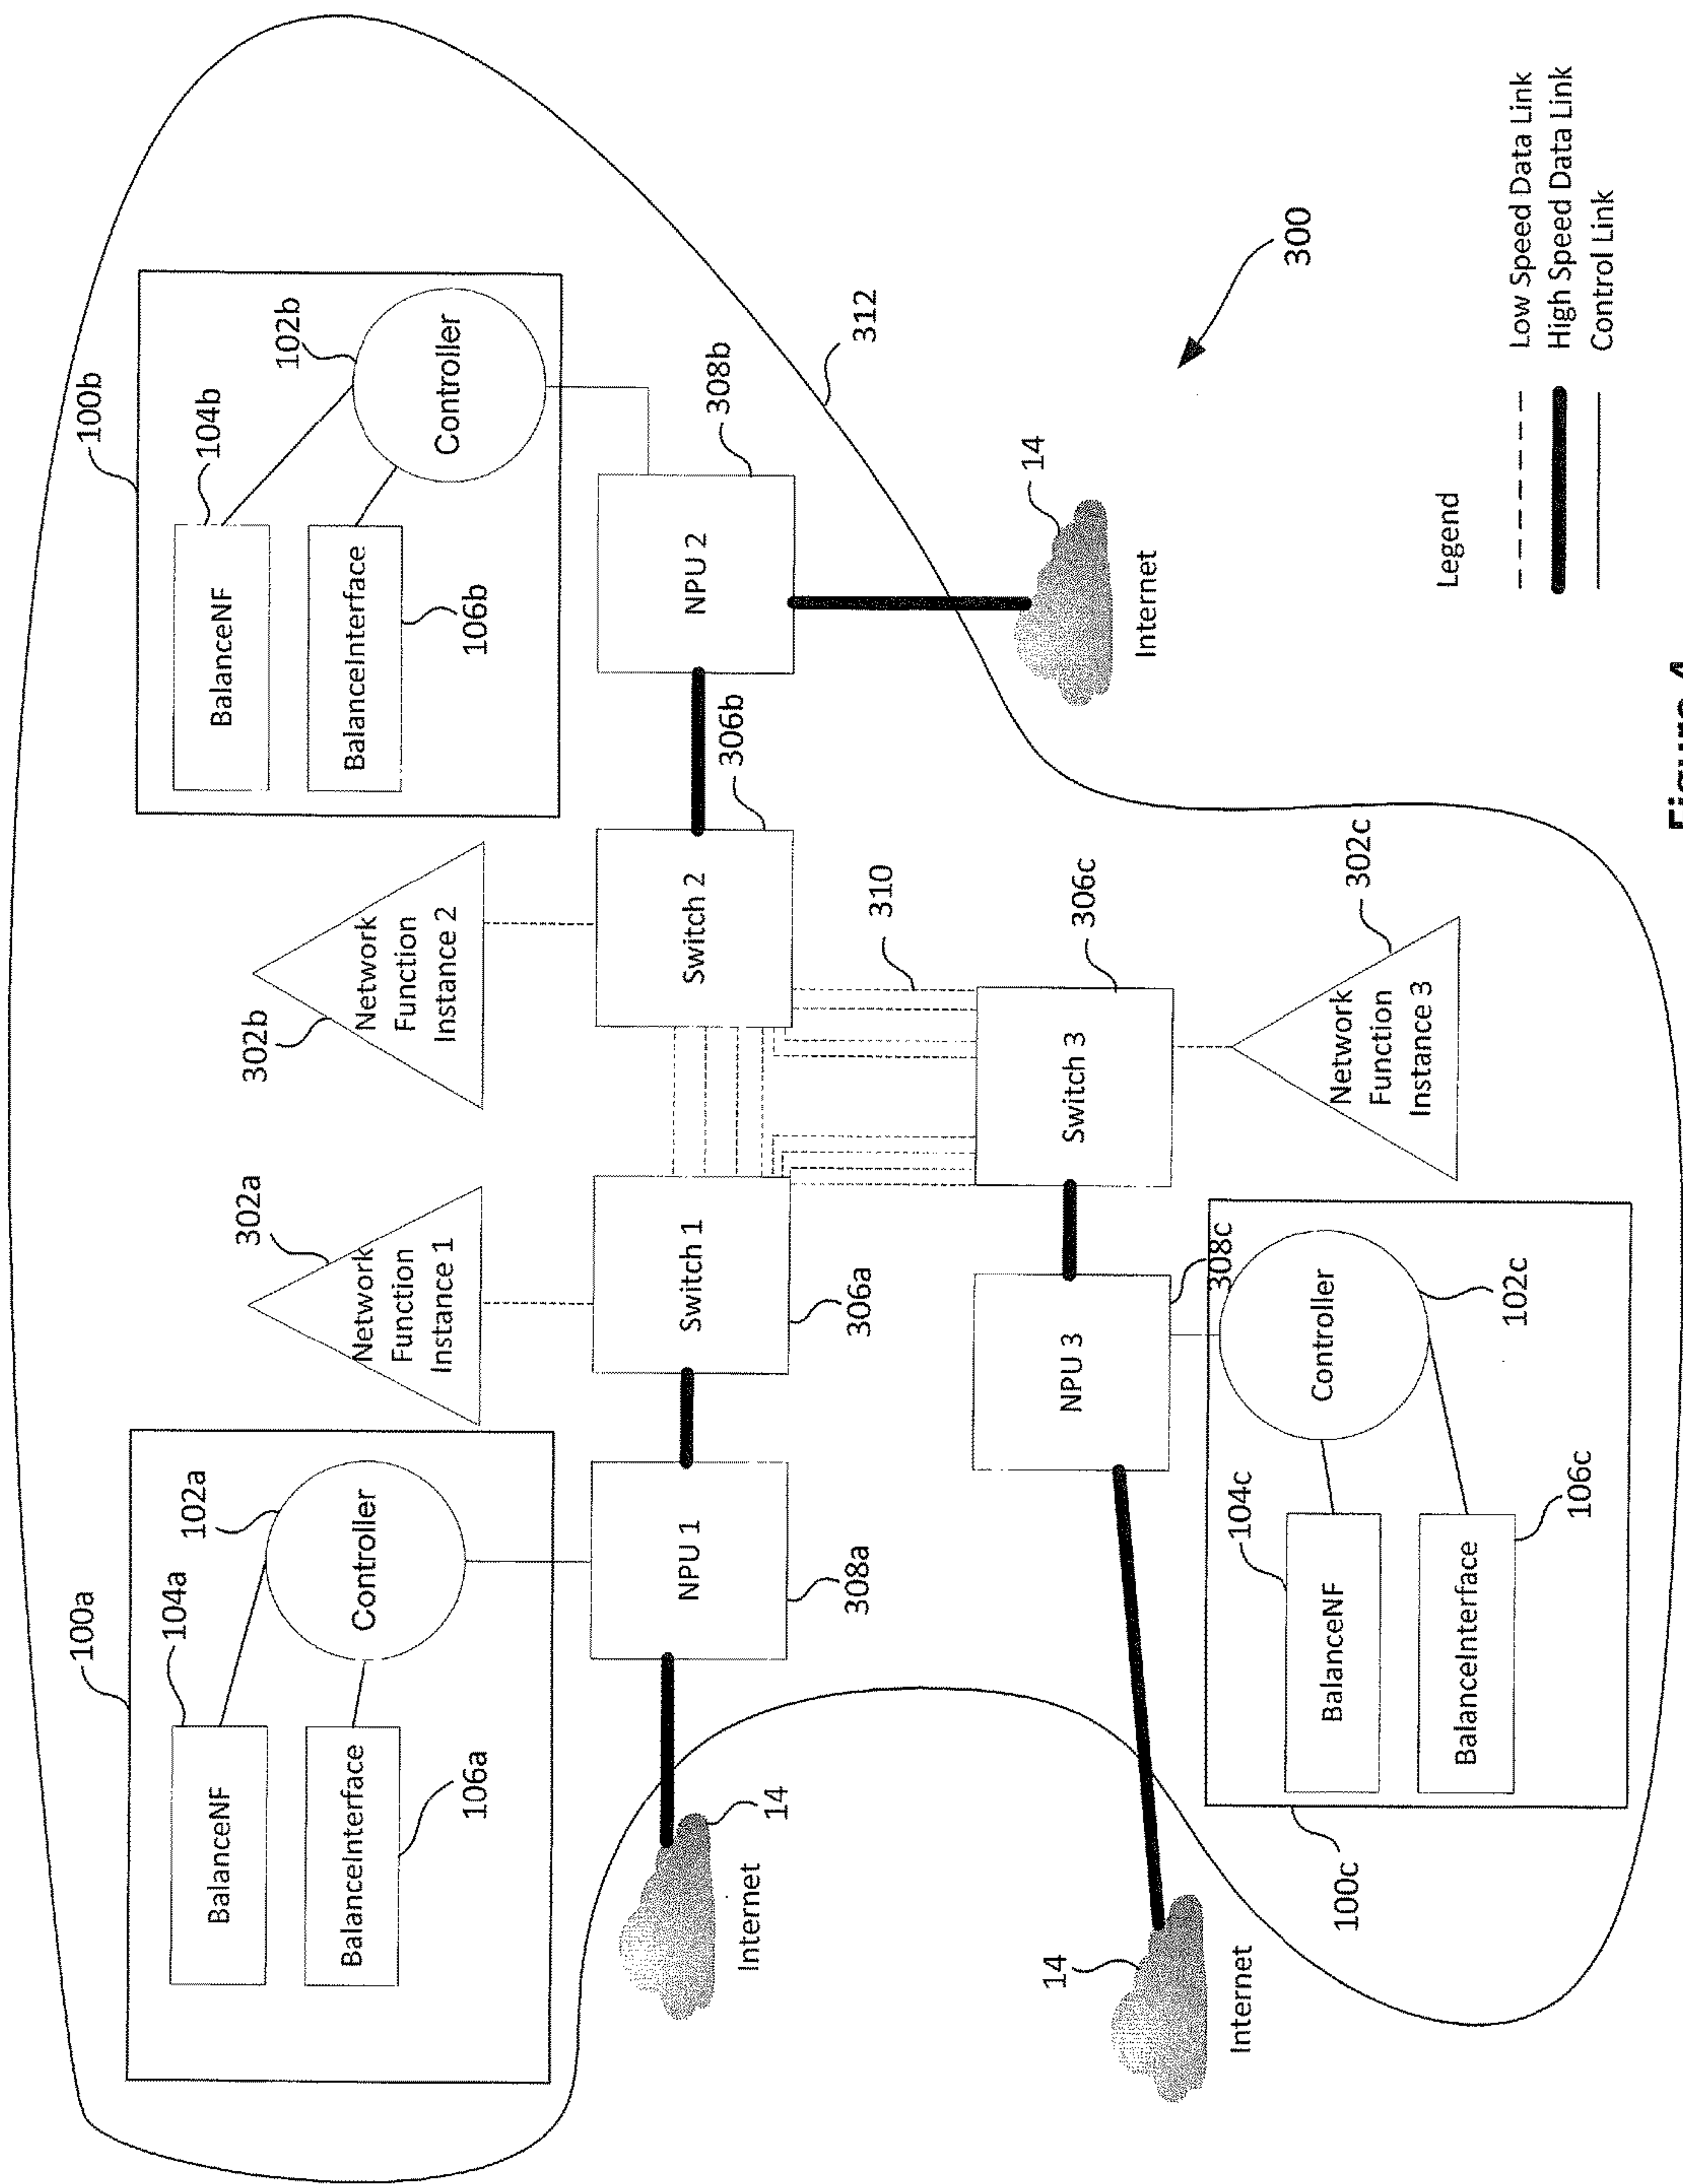 100a
104a
102a
BalanceNF
Controller
BalanceInterface
106a
302a
Network
Function
Instance 1
302b
Network
Function
Instance 2
100b
104b
102b
BalanceNF
Controller
BalanceInterface
106b
NPU 1
308a
Switch 1
306a
Switch 2
306b
NPU 2
308b
312
14
Internet
14
Internet
310
NPU 3
308c
Switch 3
306c
14
Internet
104c
BalanceNF
Controller
102c
BalanceInterface
106c
100c
Network
Function
Instance 3
302c
300
Legend
Low Speed Data Link
High Speed Data Link
Control Link
Figure 4